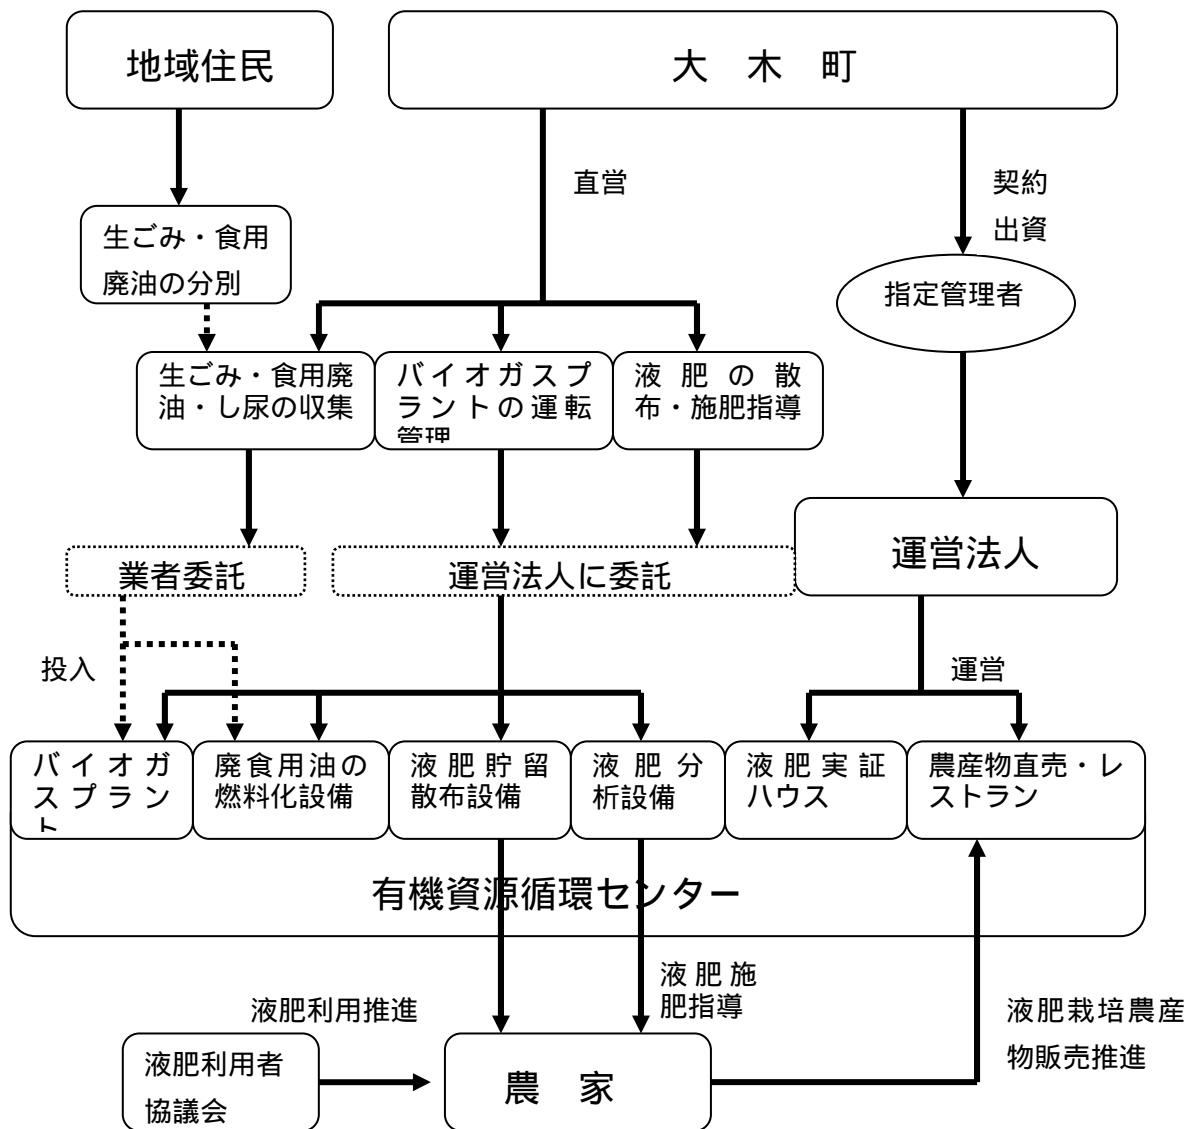 地域住民
大 木 町
直営
契約
出資
生ごみ・食用
廃油の分別
指定管理者
生ごみ・食用廃
油・し尿の収集
バイオガスプ
ラントの運転
管理
液肥の散
布・施肥指導
業者委託
運営法人に委託
運営法人
投入
運営
バイオガ
スプラン
ト
廃食用油の
燃料化設備
液肥貯留
散布設備
液肥分
析設備
液肥実証
ハウス
農産物直売・レ
ストラン
有機資源循環センター
液肥利用推進
液肥施
肥指導
液肥栽培農産
物販売推進
液肥利用者
協議会
農 家